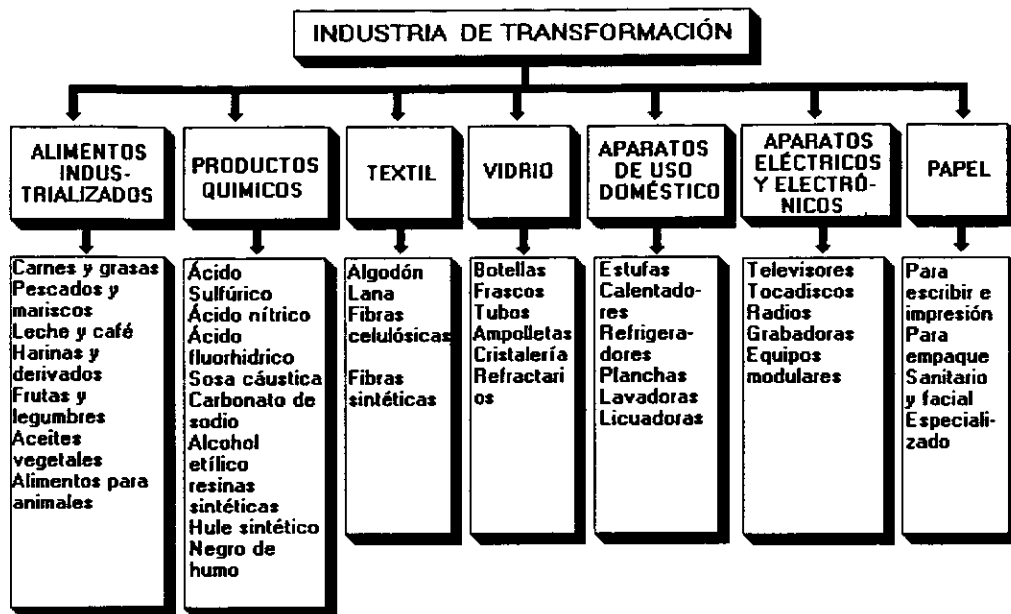 INDUSTRIA DE TRANSFORMACIÓN
ALIMENTOS
INDUS-
TRIALIZADOS
PRODUCTOS
QUIMICOS
TEXTIL
VIDRIO
APARATOS
DE USO
DOMÉSTICO
APARATOS
ELÉCTRICOS
Y ELECTRÓ-
NICOS
PAPEL
Carnes y grasas
Pescados y
mariscos
Leche y café
Harinas y
derivados
Frutas y
legumbres
Aceites
vegetales
Alimentos para
animales
Ácido
Sulfúrico
Ácido nítrico
Ácido
fluorhidrico
Sosa cáustica
Carbonato de
sodio
Alcohol
etílico
resinas
sintéticas
Hule sintético
Negro de
humo
Algodón
Lana
Fibras
celulósicas
Fibras
sintéticas
Botellas
Frascos
Tubos
Ampolletas
Cristalería
Refractari
os
Estufas
Calentado-
res
Refrigera-
dores
Planchas
Lavadoras
Licuadoras
Televisores
Tocadiscos
Radios
Grabadoras
Equipos
modulares
Para
escribir e
impresión
Para
empaque
Sanitario
y facial
Especiali-
zado